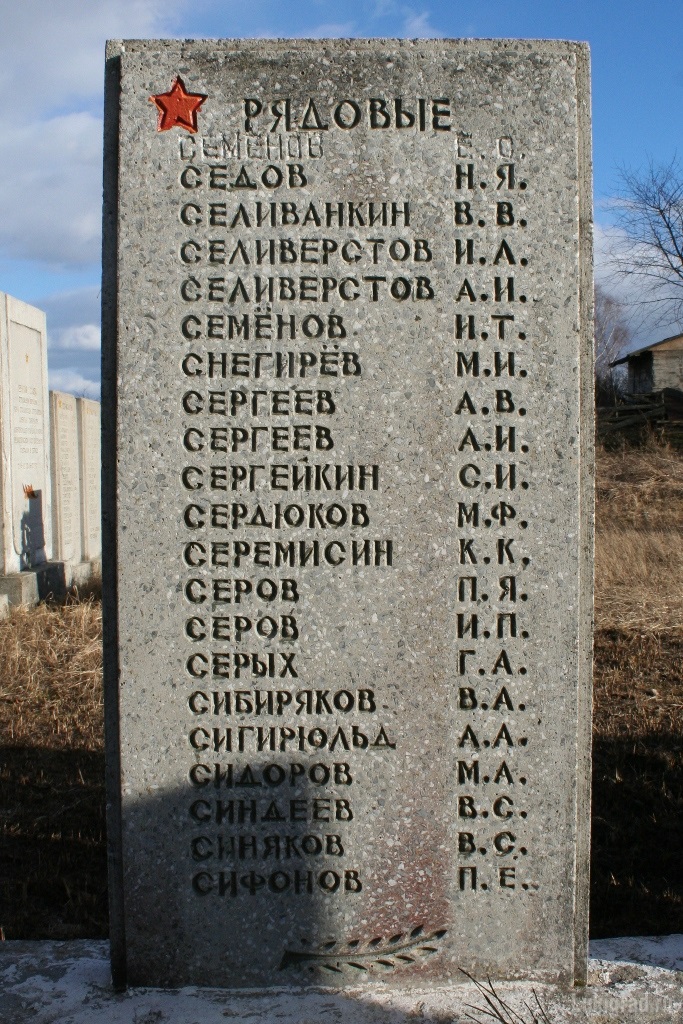 РЯДОВЫЕ
СЕМЁНОВ Е. С.
СЕДОВ Н. Я.
СЕЛИВАНКИН В. В.
СЕЛИВЕРСТОВ И. Л.
СЕЛИВЕРСТОВ А. И.
СЕМЁНОВ И. Т.
СНЕГИРЁВ М. И.
СЕРГЕЕВ А. В.
СЕРГЕЕВ А. И.
СЕРГЕЙКИН С. И.
СЕРДЮКОВ М. Ф.
СЕРЕМИСИН К. К.
СЕРОВ П. Я.
СЕРОВ И. П.
СЕРЫХ Г. А.
СИБИРЯКОВ В. А.
СИГИРЮЛЬД А. А.
СИДОРОВ М. А.
СИНДЕЕВ В. С.
СИНЯКОВ В. С.
СИФОНОВ П. Е.